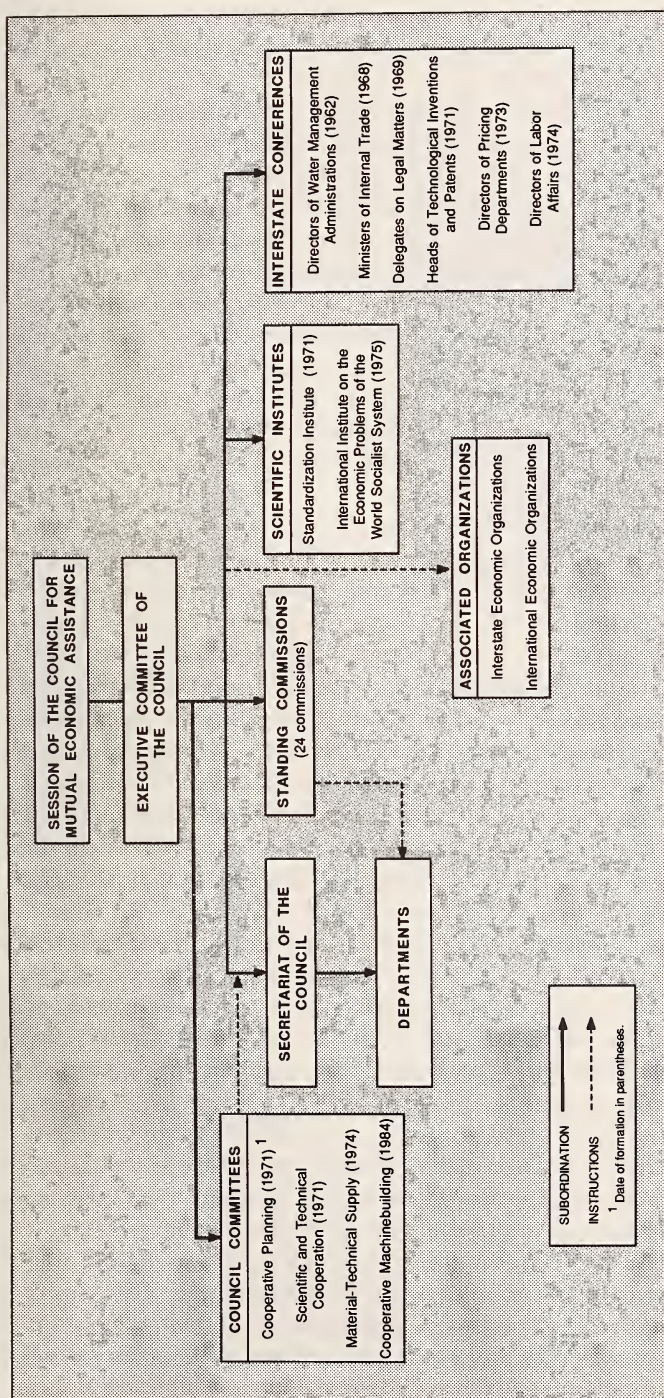 SESSION OF THE COUNCIL FOR
MUTUAL ECONOMIC ASSISTANCE
EXECUTIVE COMMITTEE OF
THE COUNCIL
COUNCIL COMMITTEES
Cooperative Planning (1971) 1
Scientific and Technical
Cooperation (1971)
Material-Technical Supply (1974)
Cooperative Machinebuilding (1984)
SECRETARIAT OF THE
COUNCIL
STANDING COMMISSIONS
(24 commissions)
SCIENTIFIC INSTITUTES
Standardization Institute (1971)
International Institute on the
Economic Problems of the
World Socialist System (1975)
INTERSTATE CONFERENCES
Directors of Water Management
Administrations (1962)
Ministers of Internal Trade (1968)
Delegates on Legal Matters (1969)
Heads of Technological Inventions
and Patents (1971)
Directors of Pricing
Departments (1973)
Directors of Labor
Affairs (1974)
DEPARTMENTS
ASSOCIATED ORGANIZATIONS
Interstate Economic Organizations
International Economic Organizations
SUBORDINATION
INSTRUCTIONS
1 Date of formation in parentheses.